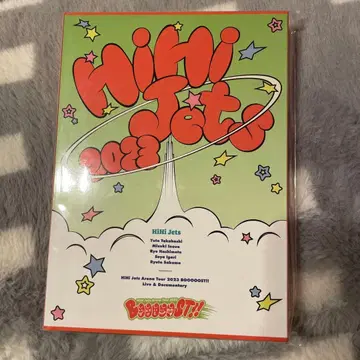 HiHi
Jets
2023
HiHi Jets
Yuto Takahashi
Mizuki Inoue
Ryo Hashimoto
Soya Igari
Ryuto Sakuma
HiHi Jets Arena Tour 2023 BOOOOOST!!
Live & Documentary
BOOOOOST!!